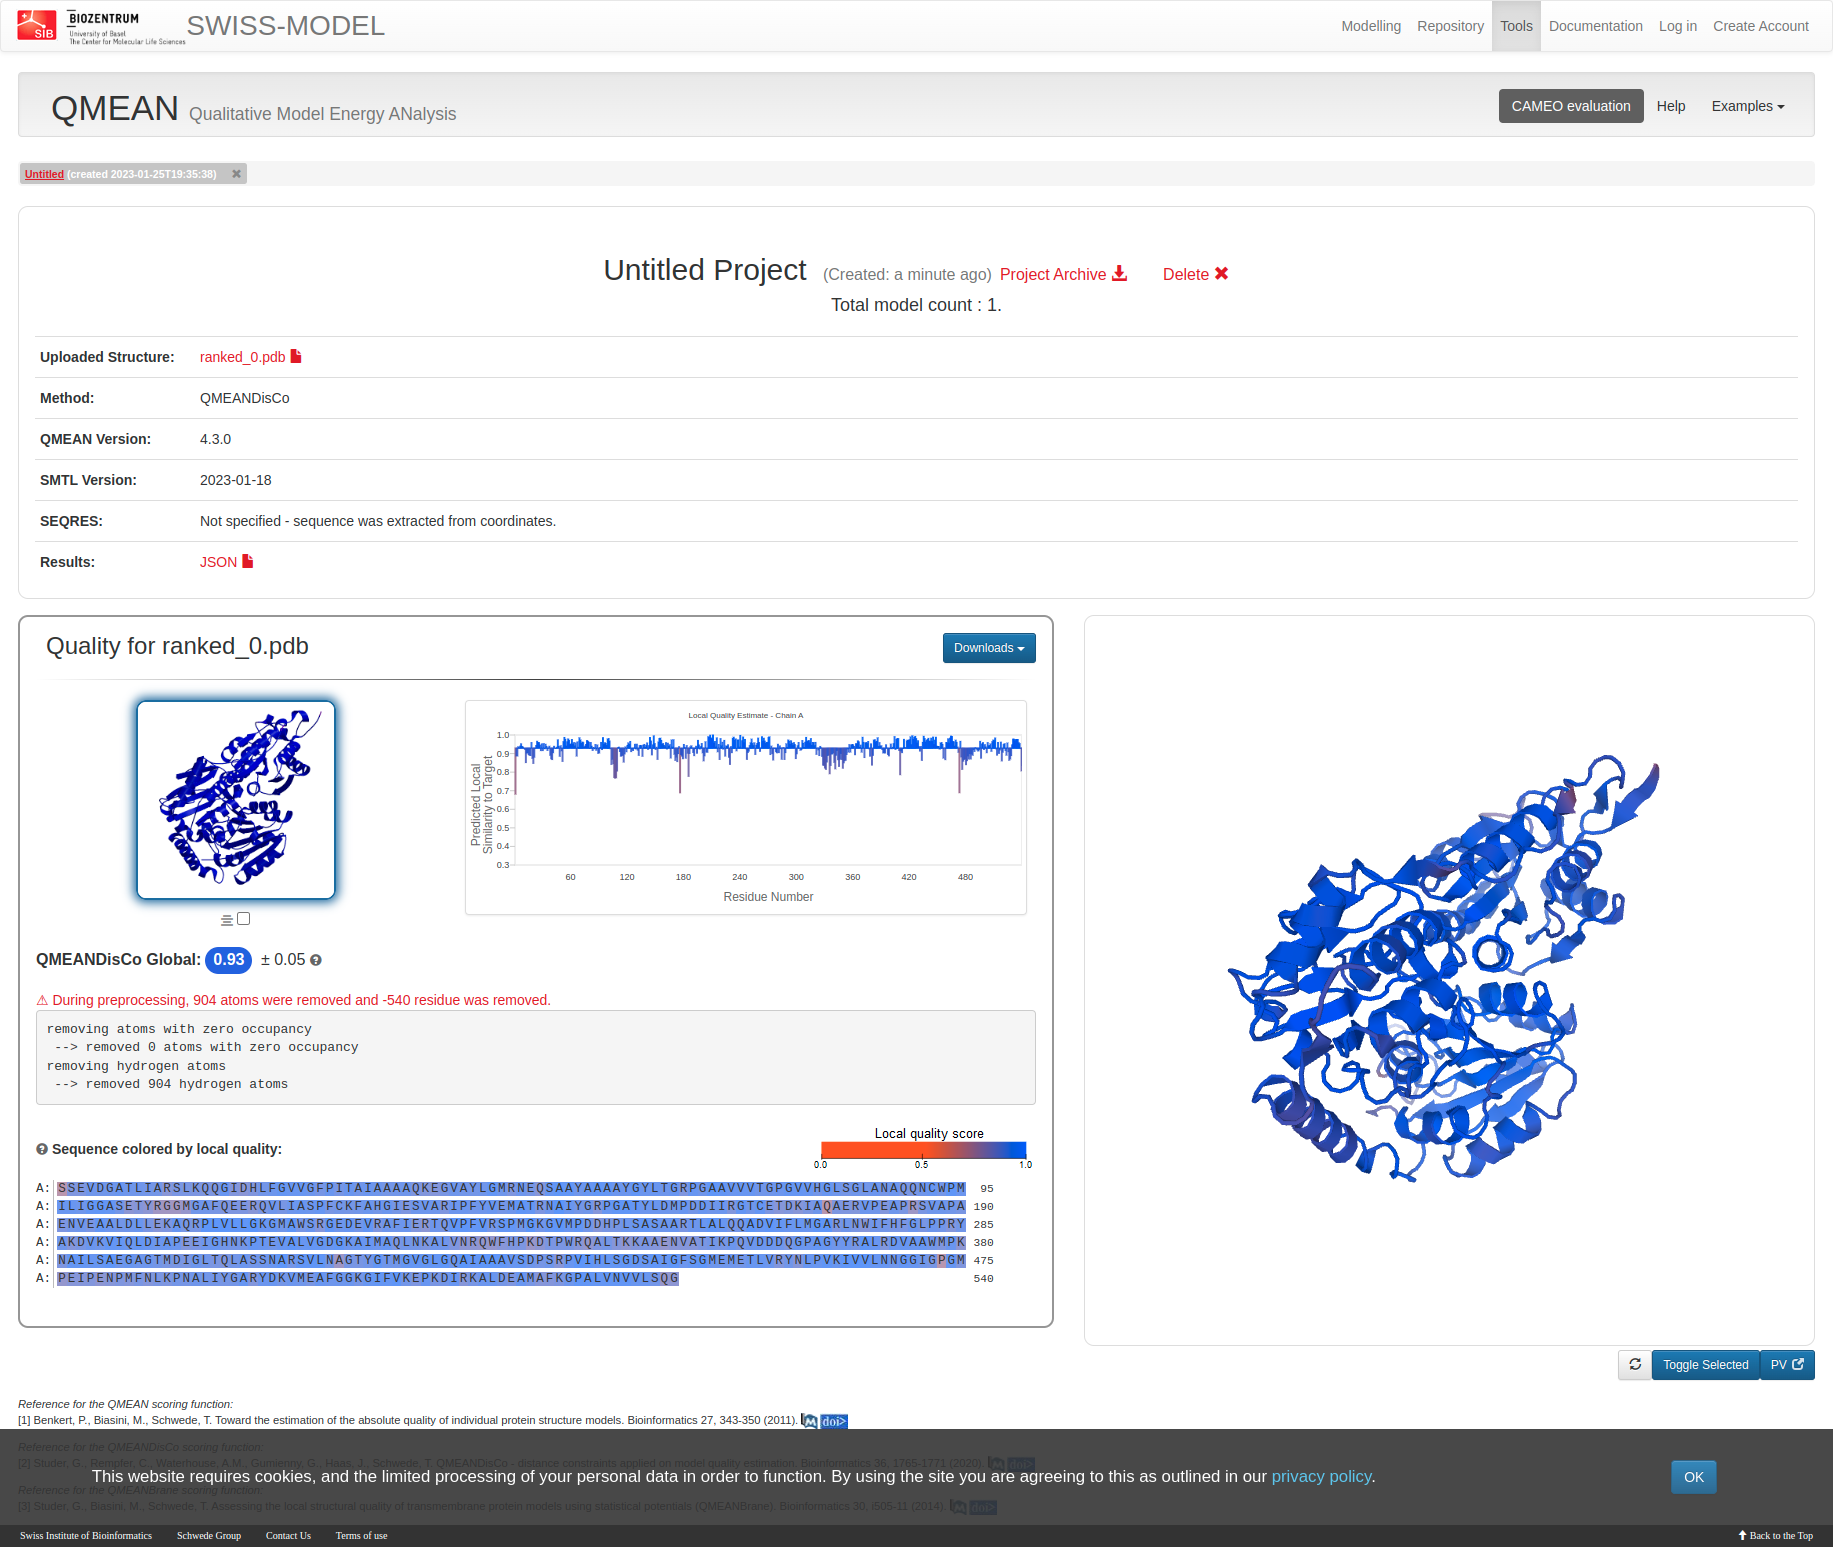 SIB
BIOZENTRUM
University of Basel
The Center for Molecular Life Sciences
SWISS-MODEL
Modelling Repository Tools Documentation Log in Create Account
QMEAN Qualitative Model Energy ANalysis
CAMEO evaluation Help Examples
Untitled (created 2023-01-25T19:35:38)
Untitled Project (Created: a minute ago) Project Archive Delete
Total model count : 1.
Uploaded Structure: ranked_0.pdb
Method: QMEANDisCo
QMEAN Version: 4.3.0
SMTL Version: 2023-01-18
SEQRES: Not specified - sequence was extracted from coordinates.
Results: JSON
Quality for ranked_0.pdb
Downloads
Local Quality Estimate - Chain A
Predicted Local
Similarity to Target
1.0
0.9
0.8
0.7
0.6
0.5
0.4
0.3
60 120 180 240 300 360 420 480
Residue Number
QMEANDisCo Global: 0.93 ± 0.05
⚠ During preprocessing, 904 atoms were removed and -540 residue was removed.
removing atoms with zero occupancy
--> removed 0 atoms with zero occupancy
removing hydrogen atoms
--> removed 904 hydrogen atoms
Sequence colored by local quality:
Local quality score
0.0 0.5 1.0
A: SSEVDGATLIARSLKQQGIDHLFGVVGFPITAIAAAAQKEGVAYLGMRNEQSAAYAAAAYGYLTGRPGAAVVVTGPGVVHGLSGLANAQQNCWPM 95
A: ILIGGASETYRGGMGAFQEERQVLIASPFCKFAHGIESVARIPFYVEMATRNAIYGRPGATYLDMPDDIIRGTCETDKIAQAERVPEAPRSVAPA 190
A: ENVEAALDLLEKAQRPLVLLGKGMAWSRGEDEVRAFIERTQVPFVRSPMGKGVMPDDHPLSASAARTLALQQADVIFLMGARLNWIFHFGLPPRY 285
A: AKDVKVIQLDIAPEEIGHNKPTEVALVGDGKAIMAQLNKALVNRQWFHPKDTPWRQALTKKAAENVATIKPQVDDDQGPAGYYRALRDVAAWMPK 380
A: NAILSAEGAGTMDIGLTQLASSNARSVLNAGTYGTMGVGLGQAIAAAVSDPSRPVIHLSGDSAIGFSGMEMETLVRYNLPVKIVVLNNGGIGPGM 475
A: PEIPENPMFNLKPNALIYGARYDKVMEAFGGKGIFVKEPKDIRKALDEAMAFKGPALVNVVLSQG 540
Toggle Selected PV
Reference for the QMEAN scoring function:
[1] Benkert, P., Biasini, M., Schwede, T. Toward the estimation of the absolute quality of individual protein structure models. Bioinformatics 27, 343-350 (2011). M doi>
Reference for the QMEANDisCo scoring function:
[2] Studer, G., Rempfer, C., Waterhouse, A.M., Gumienny, G., Haas, J., Schwede, T. QMEANDisCo - distance constraints applied on model quality estimation. Bioinformatics 36, 1765-1771 (2020). M doi>
This website requires cookies, and the limited processing of your personal data in order to function. By using the site you are agreeing to this as outlined in our privacy policy. OK
Reference for the QMEANBrane scoring function:
[3] Studer, G., Biasini, M., Schwede, T. Assessing the local structural quality of transmembrane protein models using statistical potentials (QMEANBrane). Bioinformatics 30, i505-11 (2014). M doi>
Swiss Institute of Bioinformatics Schwede Group Contact Us Terms of use Back to the Top